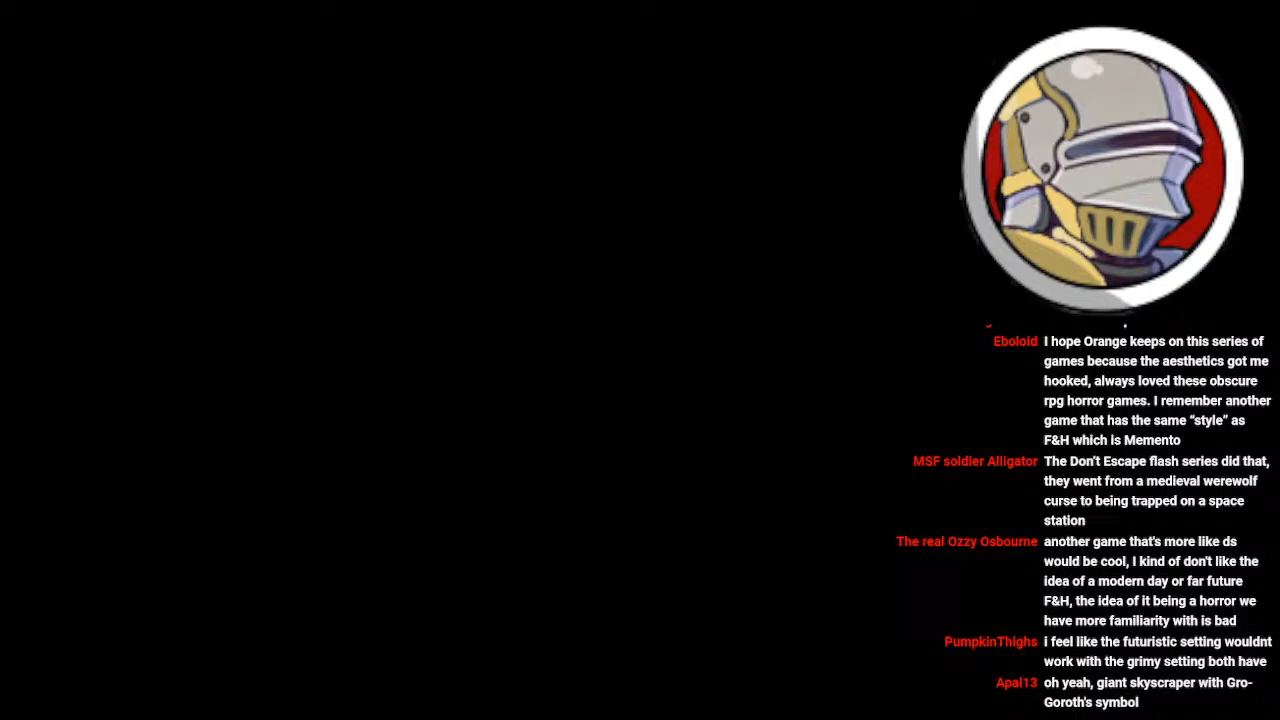 Eboloid I hope Orange keeps on this series of
games because the aesthetics got me
hooked, always loved these obscure
rpg horror games. I remember another
game that has the same “style” as
F&H which is Memento
MSF soldier Alligator The Don’t Escape flash series did that,
they went from a medieval werewolf
curse to being trapped on a space
station
The real Ozzy Osbourne another game that's more like ds
would be cool, I kind of don't like the
idea of a modern day or far future
F&H, the idea of it being a horror we
have more familiarity with is bad
PumpkinThighs i feel like the futuristic setting wouldnt
work with the grimy setting both have
Apal13 oh yeah, giant skyscraper with Gro-
Goroth's symbol